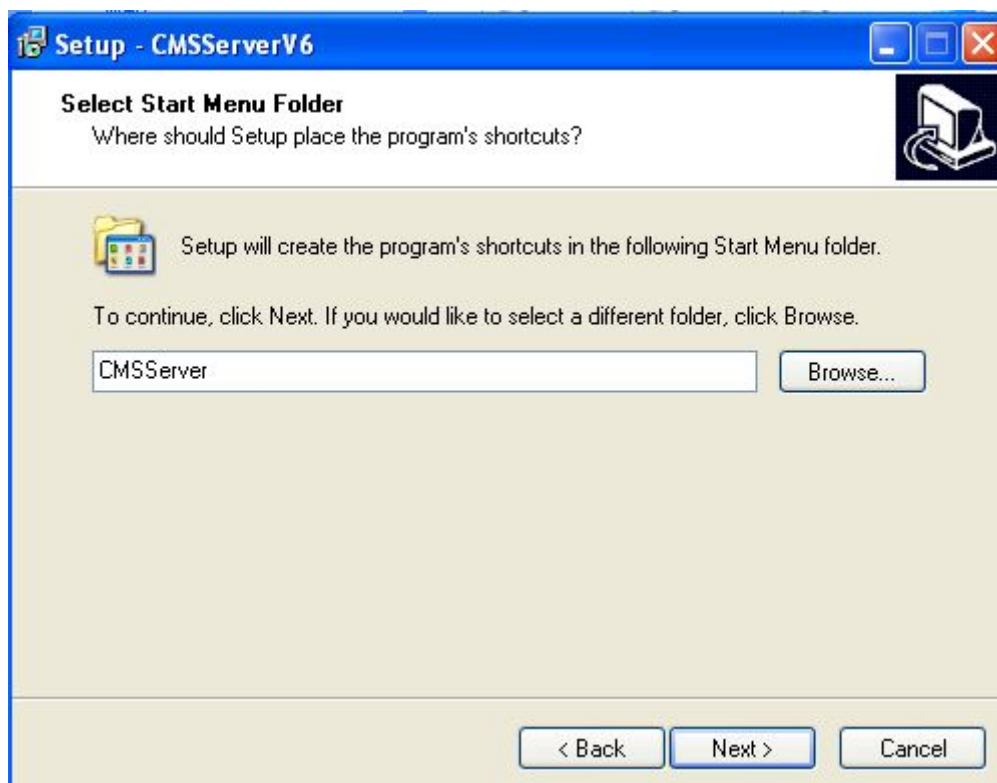 Setup - CMSServerV6
Select Start Menu Folder
Where should Setup place the program's shortcuts?
Setup will create the program's shortcuts in the following Start Menu folder.
To continue, click Next. If you would like to select a different folder, click Browse.
CMSServer
Browse...
< Back
Next >
Cancel